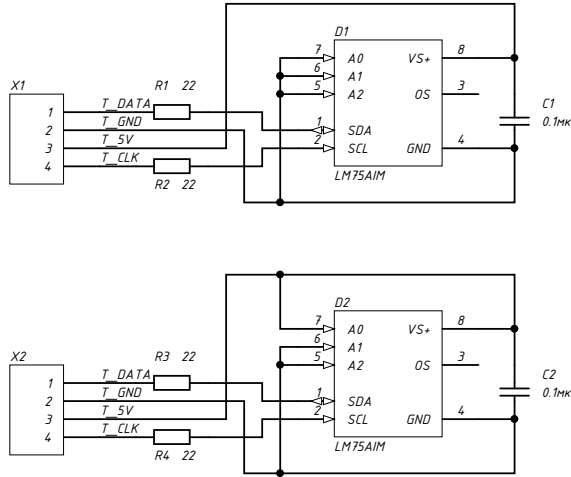 D1
7 A0 VS+ 8
6 A1
5 A2 OS 3
1 SDA
2 SCL GND 4
LM75AIM
X1
1 T_DATA R1 22
2 T_GND
3 T_5V
4 T_CLK
R2 22
C1
0.1мк
D2
7 A0 VS+ 8
6 A1
5 A2 OS 3
1 SDA
2 SCL GND 4
LM75AIM
X2
1 T_DATA R3 22
2 T_GND
3 T_5V
4 T_CLK
R4 22
C2
0.1мк